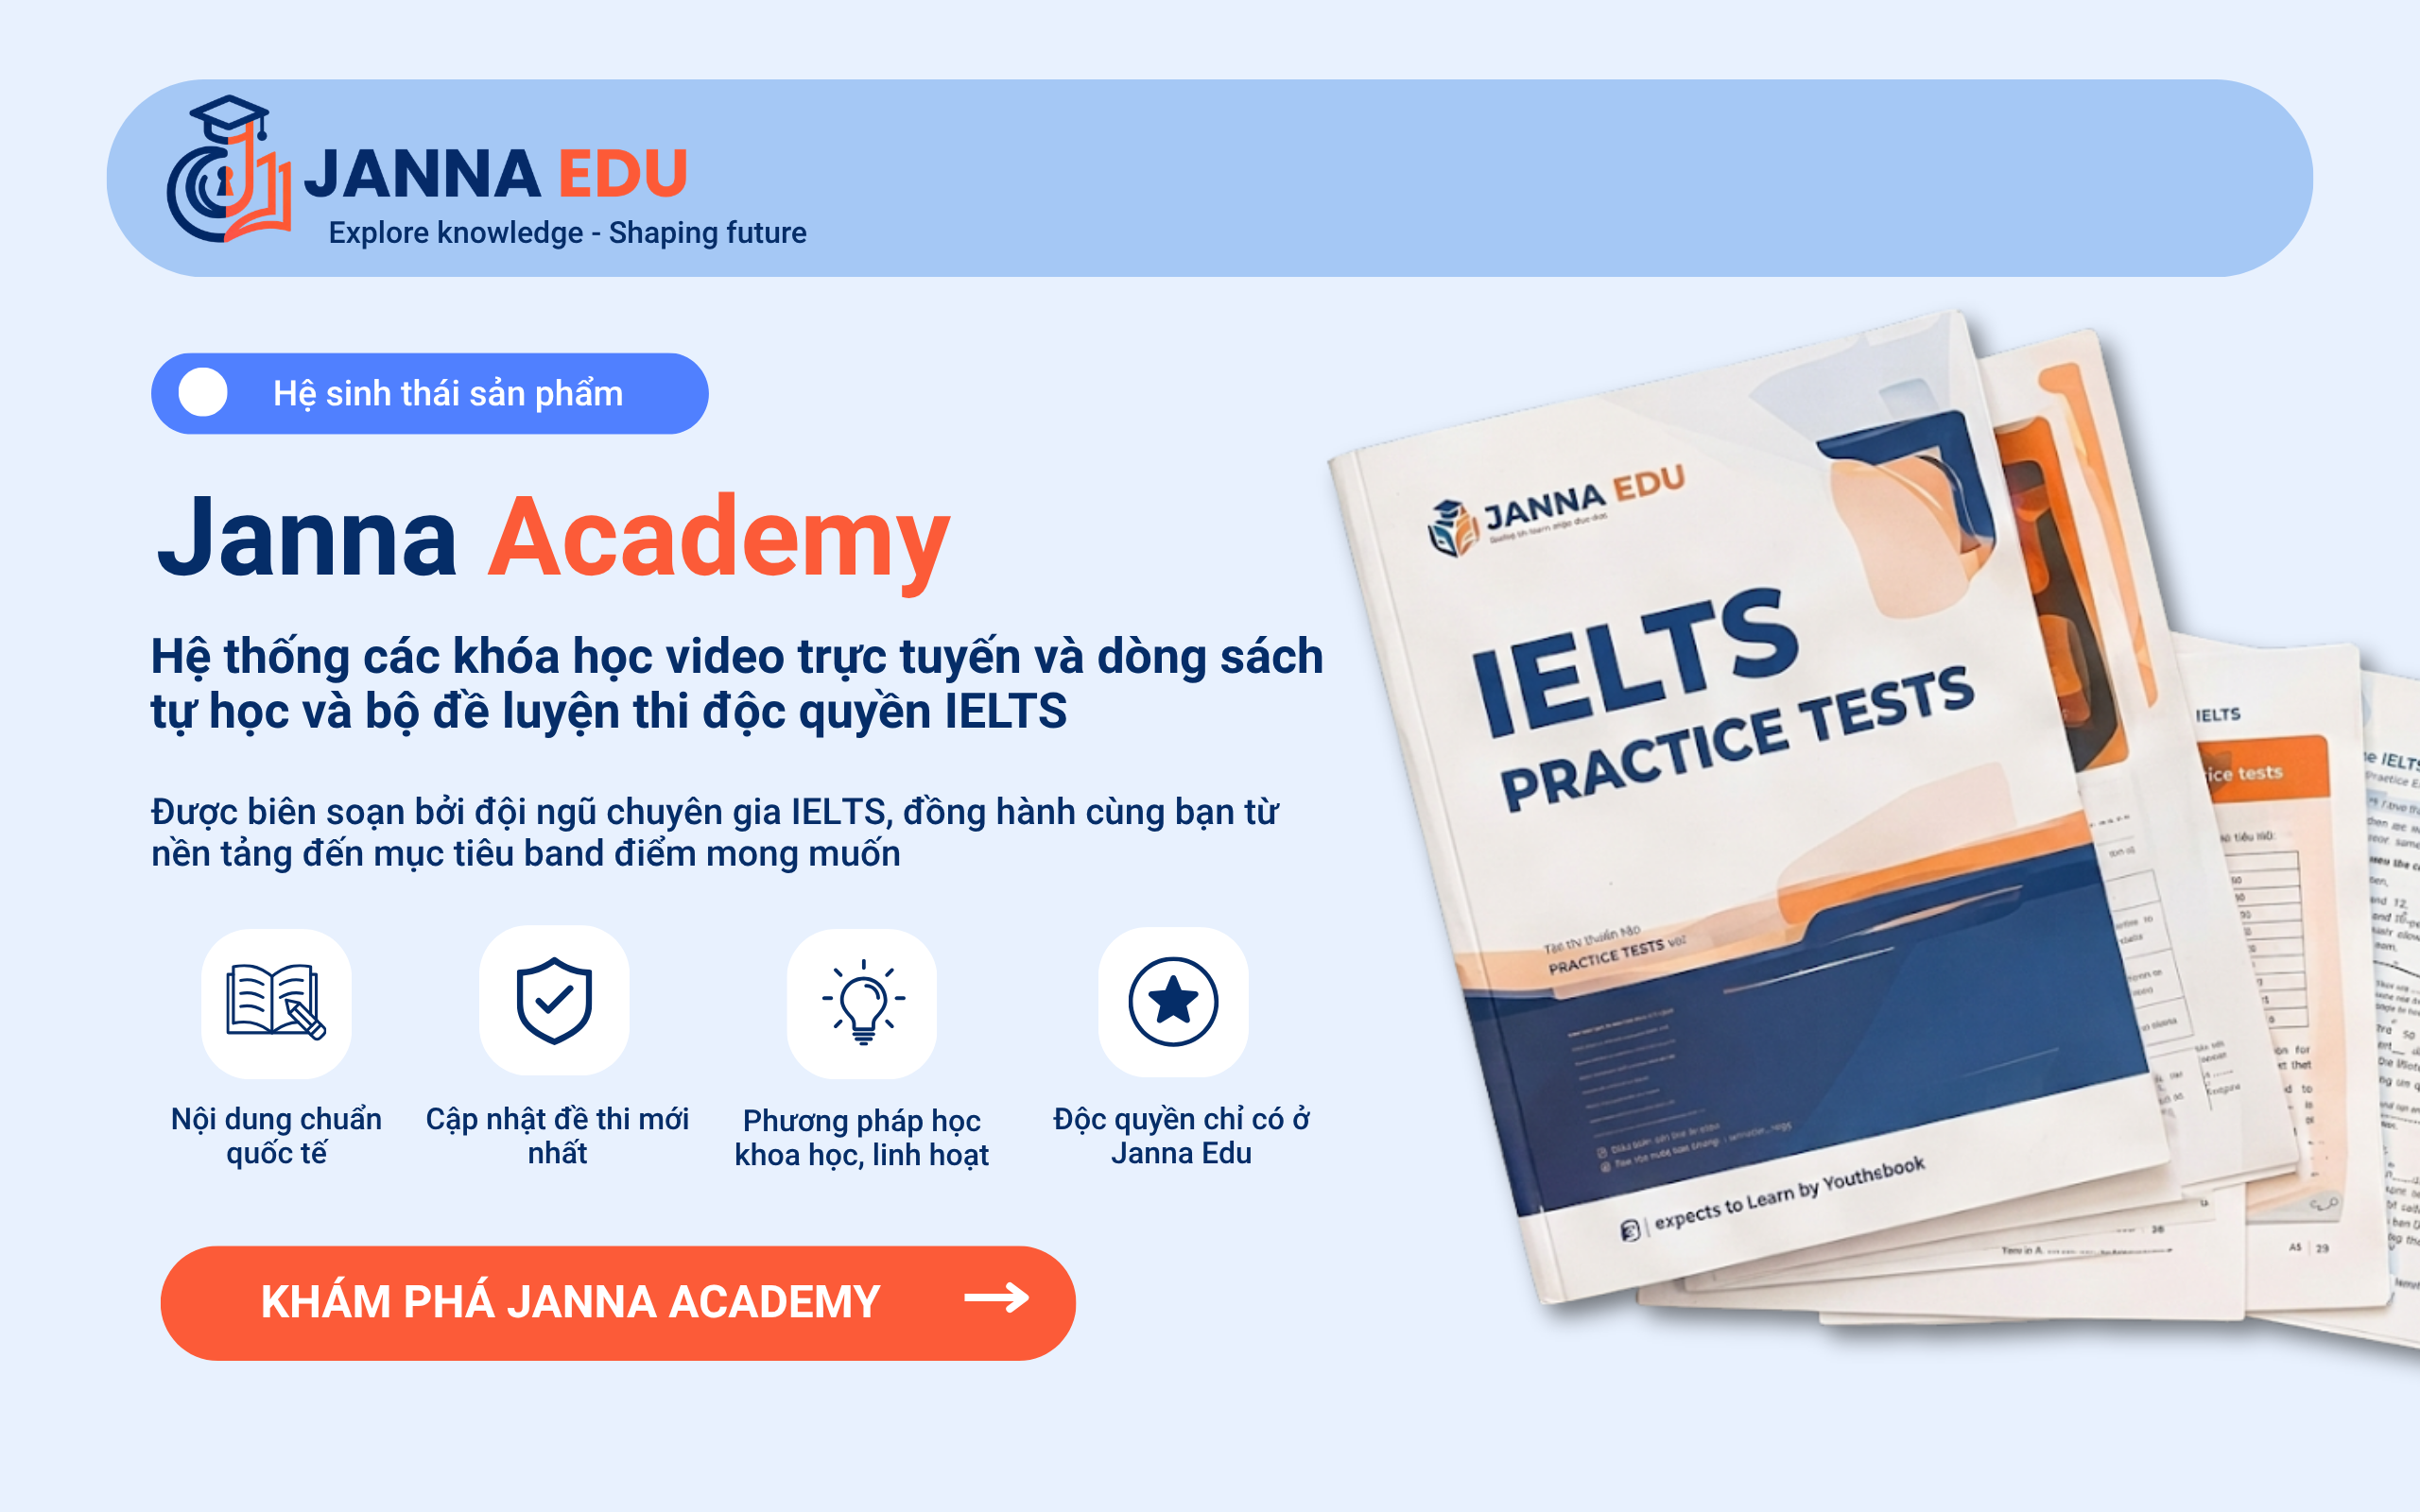 JANNA EDU
Explore knowledge - Shaping future
Hệ sinh thái sản phẩm
Janna Academy
Hệ thống các khóa học video trực tuyến và dòng sách
tự học và bộ đề luyện thi độc quyền IELTS
Được biên soạn bởi đội ngũ chuyên gia IELTS, đồng hành cùng bạn từ
nền tảng đến mục tiêu band điểm mong muốn
Nội dung chuẩn
quốc tế
Cập nhật đề thi mới
nhất
Phương pháp học
khoa học, linh hoạt
Độc quyền chỉ có ở
Janna Edu
KHÁM PHÁ JANNA ACADEMY
JANNA EDU
IELTS
PRACTICE TESTS
PRACTICE TESTS
expects to Learn by Youthsbook
IELTS
tests
IELTS
29